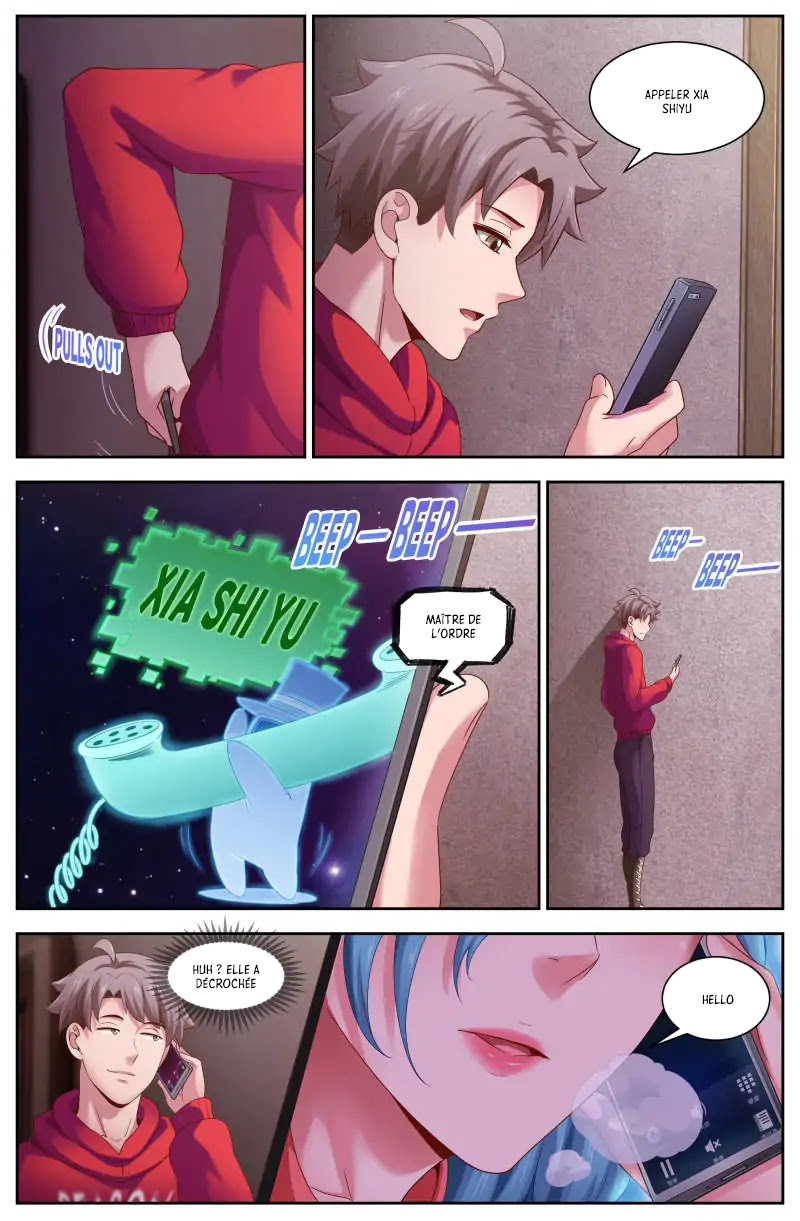 APPELER XIA
SHIYU
PULLS OUT
BEEP— BEEP——
XIA SHI YU
MAÎTRE DE
L'ORDRE
BEEP—
BEEP——
HUH ? ELLE A
DÉCROCHÉE
HELLO